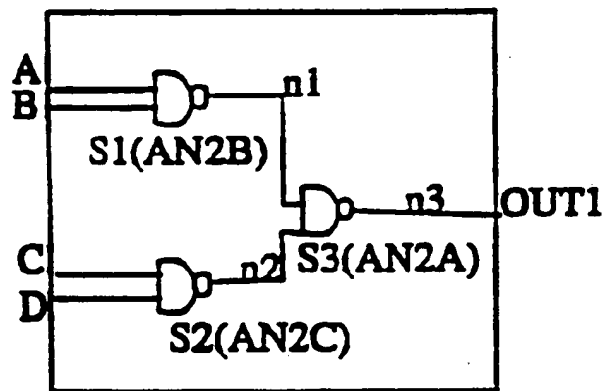 A
B
n1
S1(AN2B)
n3
OUT1
C
n2
S3(AN2A)
D
S2(AN2C)